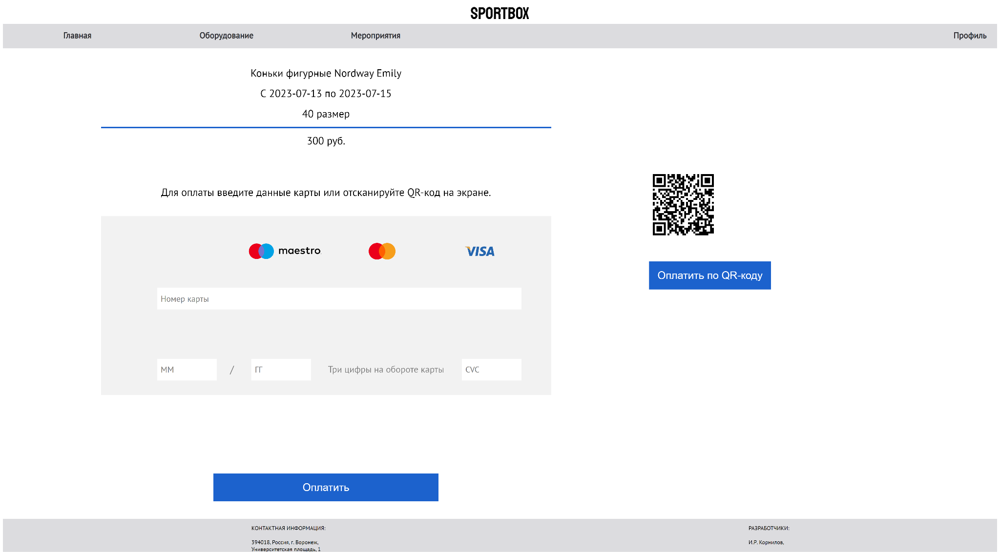 SPORTBOX
Главная Оборудование Мероприятия Профиль
Коньки фигурные Nordway Emily
С 2023-07-13 по 2023-07-15
40 размер
300 руб.
Для оплаты введите данные карты или отсканируйте QR-код на экране.
maestro VISA
Номер карты
ММ / ГГ Три цифры на обороте карты CVC
Оплатить по QR-коду
Оплатить
КОНТАКТНАЯ ИНФОРМАЦИЯ:
394018, Россия, г. Воронеж,
Университетская площадь, 1
РАЗРАБОТЧИКИ:
И.Р. Корнилов,